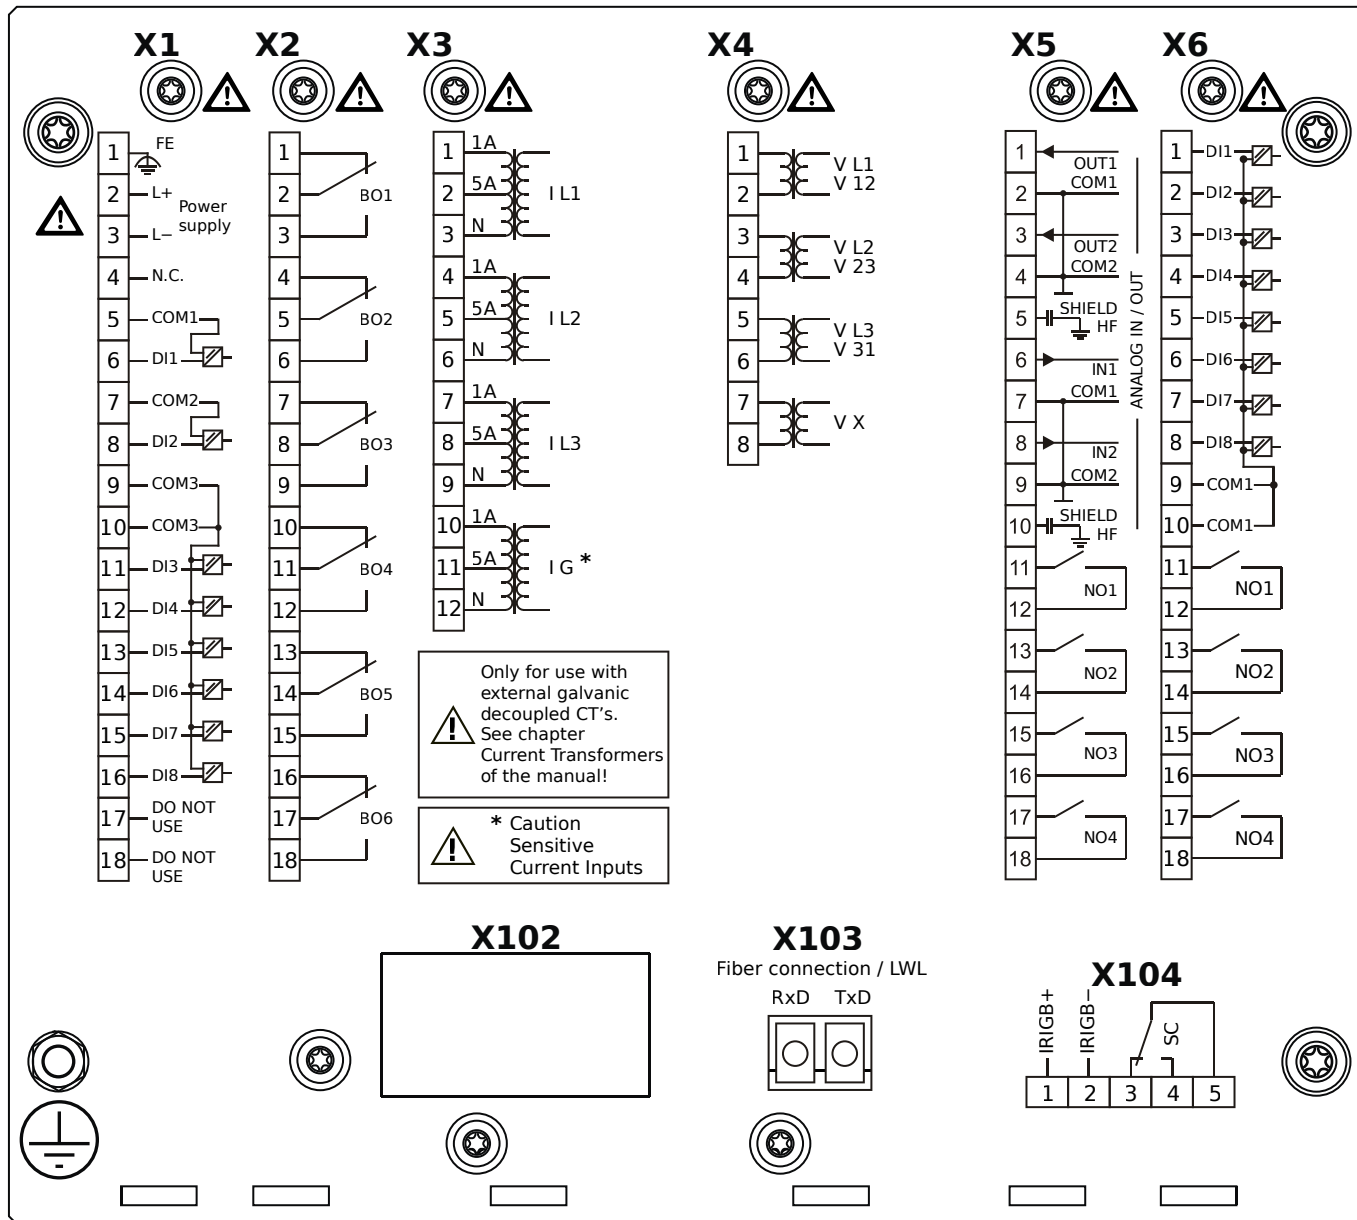 X1 X2 X3 X4 X5 X6
1 FE
2 L+
3 L−
Power
supply
4 N.C.
5 COM1
6 DI1
7 COM2
8 DI2
9 COM3
10 COM3
11 DI3
12 DI4
13 DI5
14 DI6
15 DI7
16 DI8
17 DO NOT
USE
18 DO NOT
USE
1
2 BO1
3
4
5 BO2
6
7
8 BO3
9
10
11 BO4
12
13
14 BO5
15
16
17 BO6
18
1 1A
2 5A I L1
3 N
4 1A
5 5A I L2
6 N
7 1A
8 5A I L3
9 N
10 1A
11 5A I G *
12 N
Only for use with
external galvanic
decoupled CT's.
See chapter
Current Transformers
of the manual!
* Caution
Sensitive
Current Inputs
1 V L1
2 V 12
3 V L2
4 V 23
5 V L3
6 V 31
7 V X
8
1 OUT1
2 COM1
3 OUT2
4 COM2
5 SHIELD
HF
6 IN1
7 COM1
8 IN2
9 COM2
10 SHIELD
HF
ANALOG IN / OUT
11 NO1
12
13 NO2
14
15 NO3
16
17 NO4
18
1 DI1
2 DI2
3 DI3
4 DI4
5 DI5
6 DI6
7 DI7
8 DI8
9 COM1
10 COM1
11 NO1
12
13 NO2
14
15 NO3
16
17 NO4
18
X102
X103
Fiber connection / LWL
RxD TxD
X104
IRIGB+
IRIGB−
SC
1 2 3 4 5